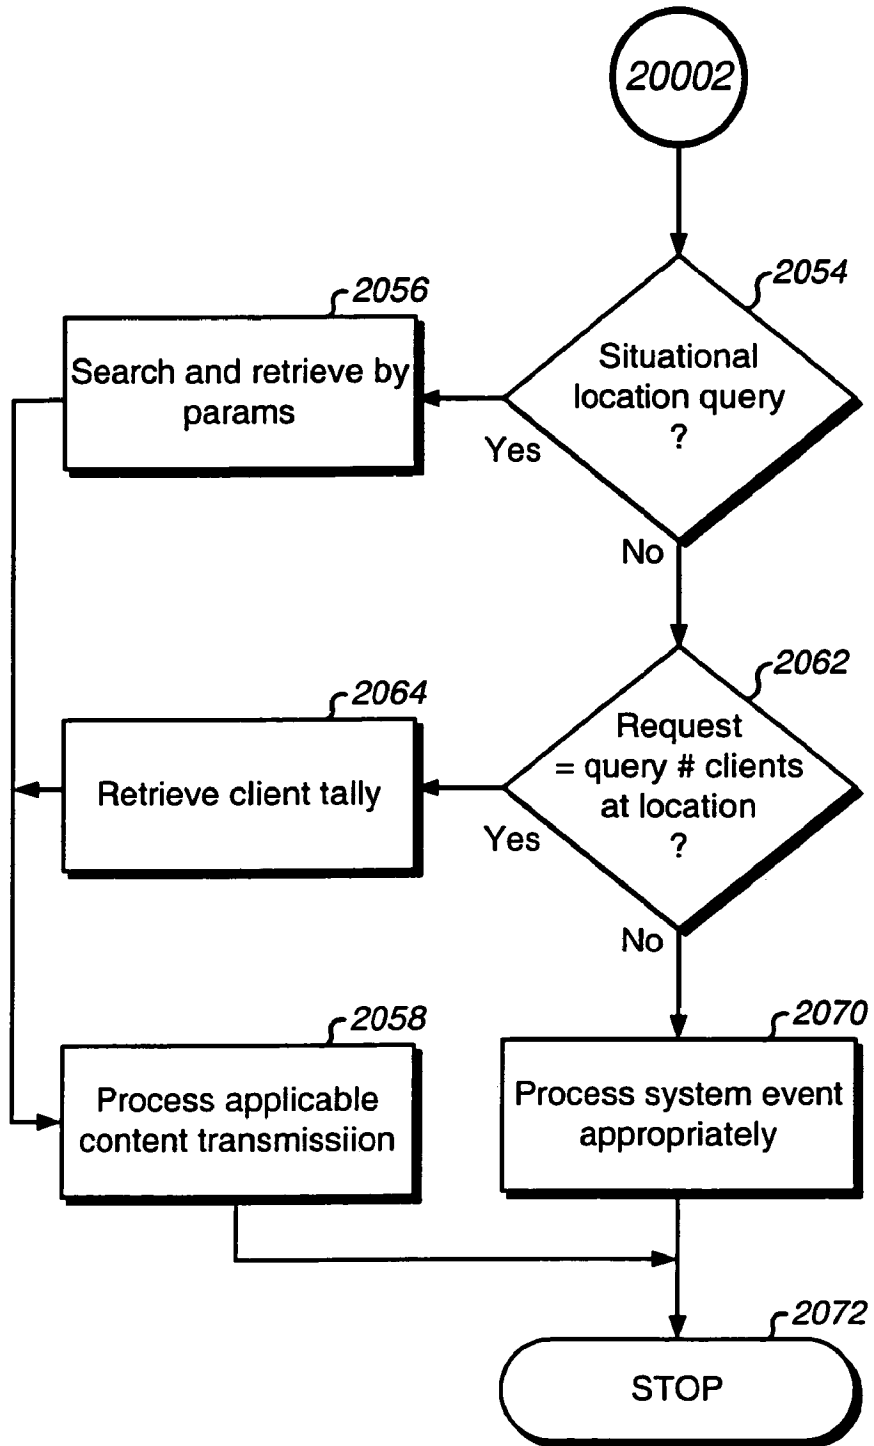 20002
2054
Situational
location query
?
Yes
No
2056
Search and retrieve by
params
2062
Request
= query # clients
at location
?
Yes
No
2064
Retrieve client tally
2058
Process applicable
content transmissiion
2070
Process system event
appropriately
2072
STOP